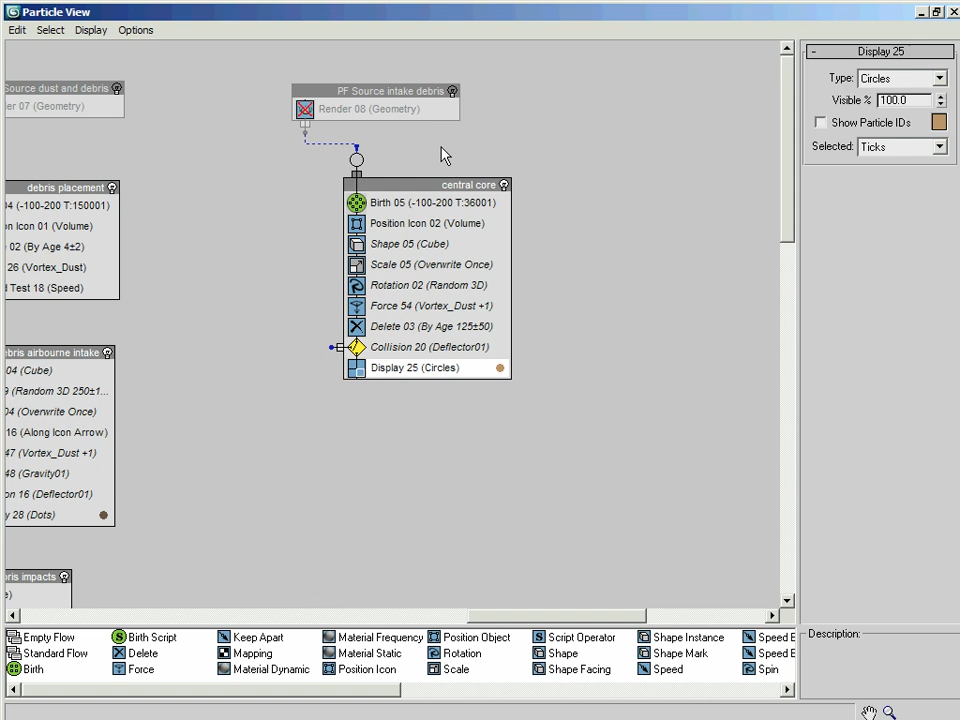 Particle View
Edit Select Display Options
Source dust and debris
er 07 (Geometry)
PF Source intake debris
Render 08 (Geometry)
debris placement
4 (-100-200 T:150001)
n Icon 01 (Volume)
02 (By Age 4±2)
26 (Vortex_Dust)
d Test 18 (Speed)
central core
Birth 05 (-100-200 T:36001)
Position Icon 02 (Volume)
Shape 05 (Cube)
Scale 05 (Overwrite Once)
Rotation 02 (Random 3D)
Force 54 (Vortex_Dust +1)
Delete 03 (By Age 125±50)
Collision 20 (Deflector01)
Display 25 (Circles)
ebris airbourne intake
04 (Cube)
9 (Random 3D 250±1...
04 (Overwrite Once)
16 (Along Icon Arrow)
47 (Vortex_Dust +1)
48 (Gravity01)
on 16 (Deflector01)
y 28 (Dots)
bris impacts
e)
- Display 25
Type: Circles
Visible % 100.0
Show Particle IDs
Selected: Ticks
Empty Flow Birth Script Keep Apart Material Frequency Position Object Script Operator Shape Instance Speed B
Standard Flow Delete Mapping Material Static Rotation Shape Shape Mark Speed B
Birth Force Material Dynamic Position Icon Scale Shape Facing Speed Spin
Description: